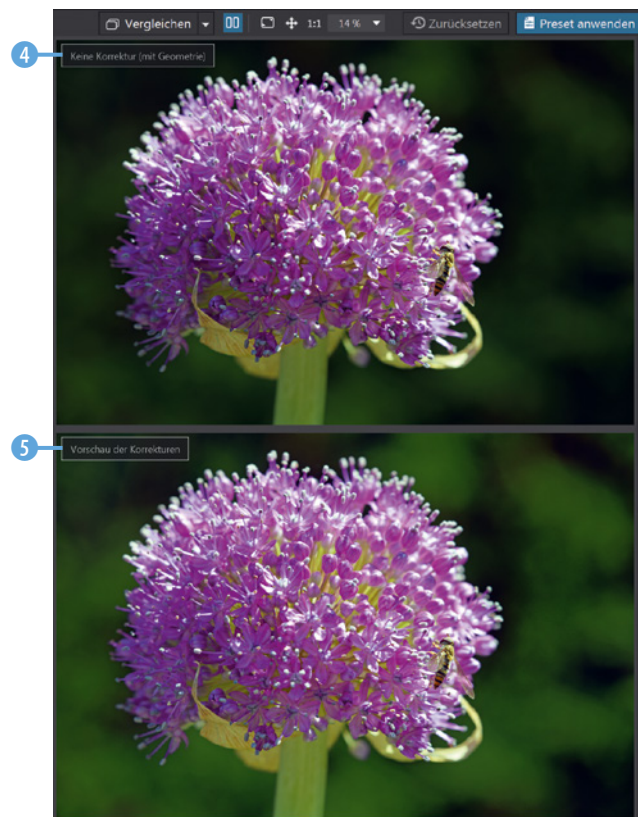 Vergleichen 1:1 14 % Zurücksetzen Preset anwenden
4 Keine Korrektur (mit Geometrie)
5 Vorschau der Korrekturen